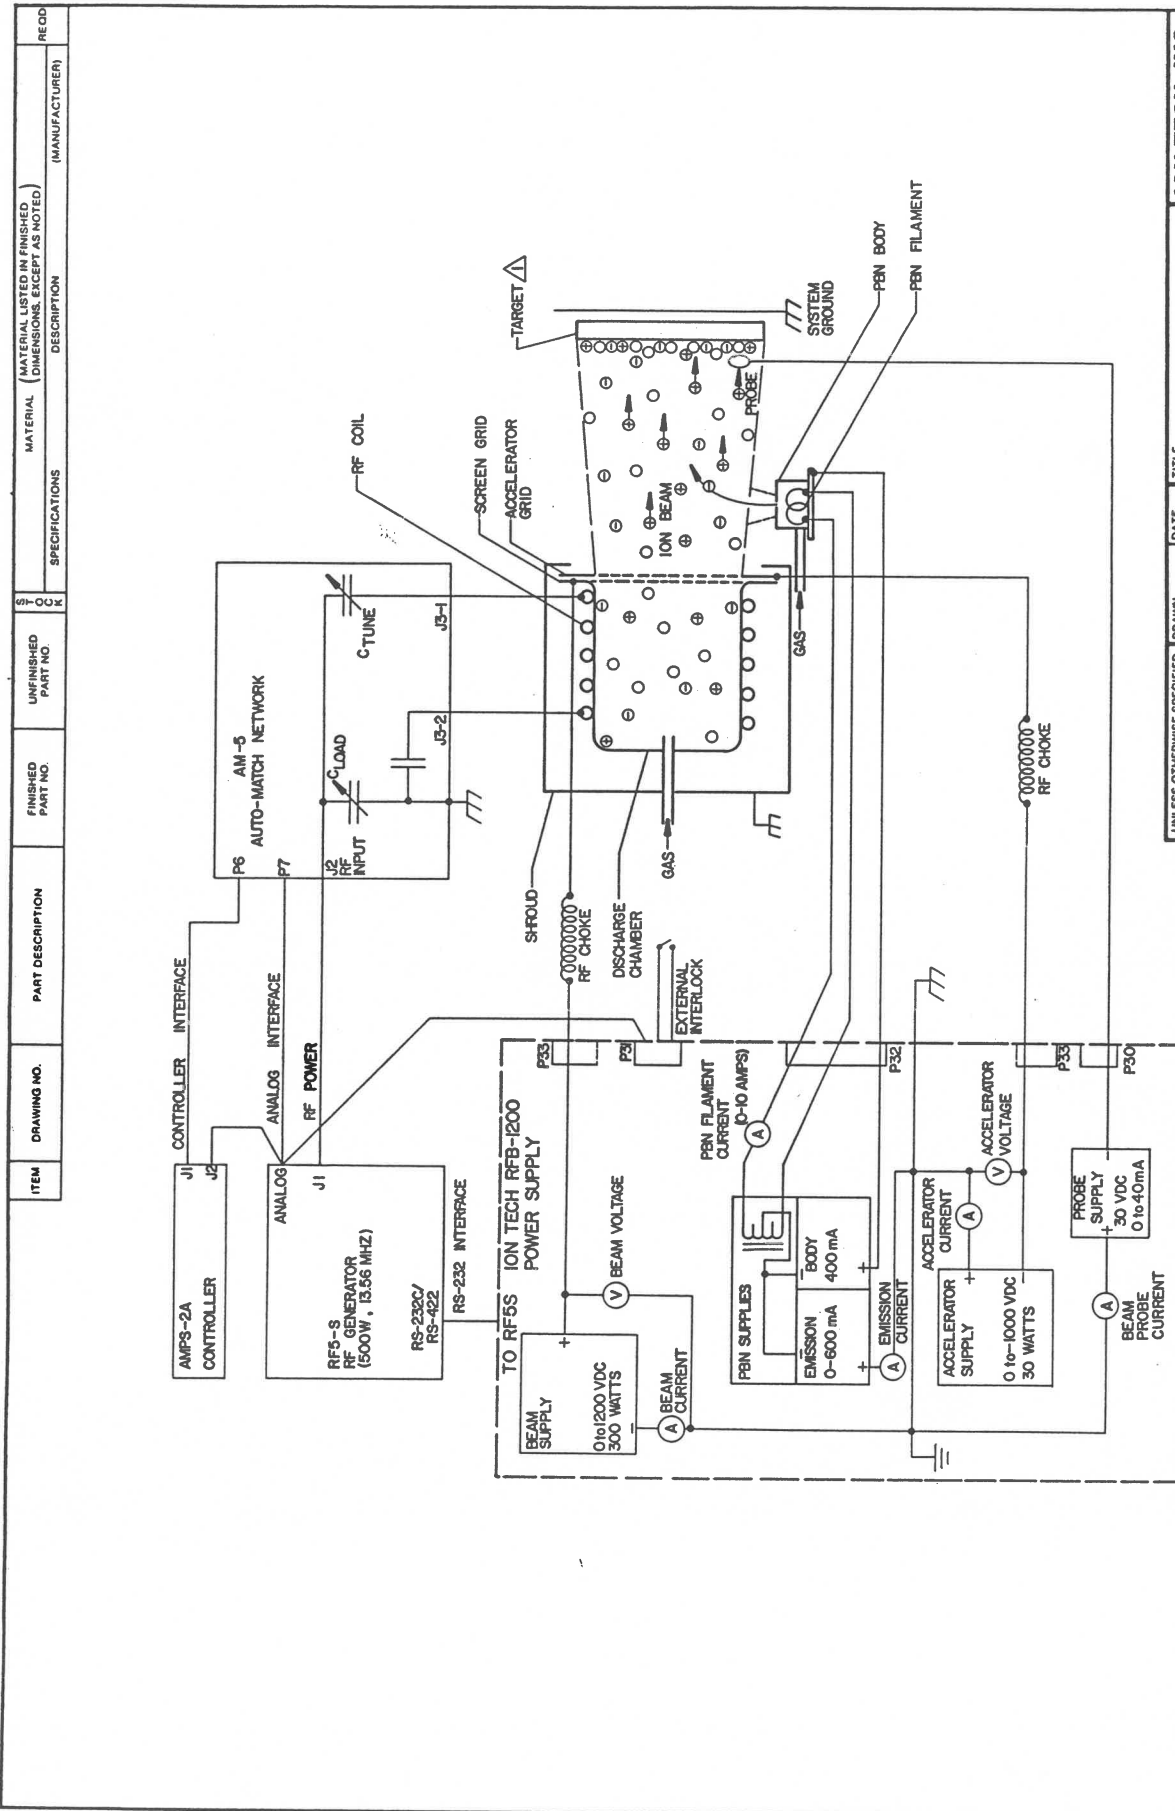 ITEM
DRAWING NO.
PART DESCRIPTION
FINISHED
PART NO.
UNFINISHED
PART NO.
STOCK
MATERIAL (MATERIAL LISTED IN FINISHED
DIMENSIONS, EXCEPT AS NOTED)
SPECIFICATIONS
DESCRIPTION
(MANUFACTURER)
REQD
AMPS-2A
CONTROLLER
J1
J2
CONTROLLER INTERFACE
ANALOG INTERFACE
RF POWER
ANALOG
J1
RF5-S
RF GENERATOR
(500W, 13.56 MHZ)
RS-232C/
RS-422
RS-232 INTERFACE
P6
P7
J2
RF
INPUT
AM-5
AUTO-MATCH NETWORK
CLOAD
CTUNE
J3-2
J3-1
RF COIL
SCREEN GRID
ACCELERATOR
GRID
TARGET 1
SHROUD
RF CHOKE
DISCHARGE
CHAMBER
GAS
ION BEAM
PROBE
SYSTEM
GROUND
GAS
PBN BODY
PBN FILAMENT
RF CHOKE
TO RF5S
ION TECH RFB-1200
POWER SUPPLY
P33
P31
EXTERNAL
INTERLOCK
BEAM
SUPPLY
0 to 1200 VDC
300 WATTS
+
-
BEAM VOLTAGE
V
A
BEAM
CURRENT
PBN FILAMENT
CURRENT
(0-10 AMPS)
A
P32
PBN SUPPLIES
EMISSION
0-600 mA
-
+
BODY
400 mA
-
+
A
EMISSION
CURRENT
ACCELERATOR
SUPPLY
0 to -1000 VDC
30 WATTS
+
-
ACCELERATOR
CURRENT
A
V
ACCELERATOR
VOLTAGE
P33
P30
PROBE
SUPPLY
30 VDC
0 to 40mA
+
-
A
BEAM
PROBE
CURRENT
UNLESS OTHERWISE SPECIFIED
DRAWN
DATE
TITLE